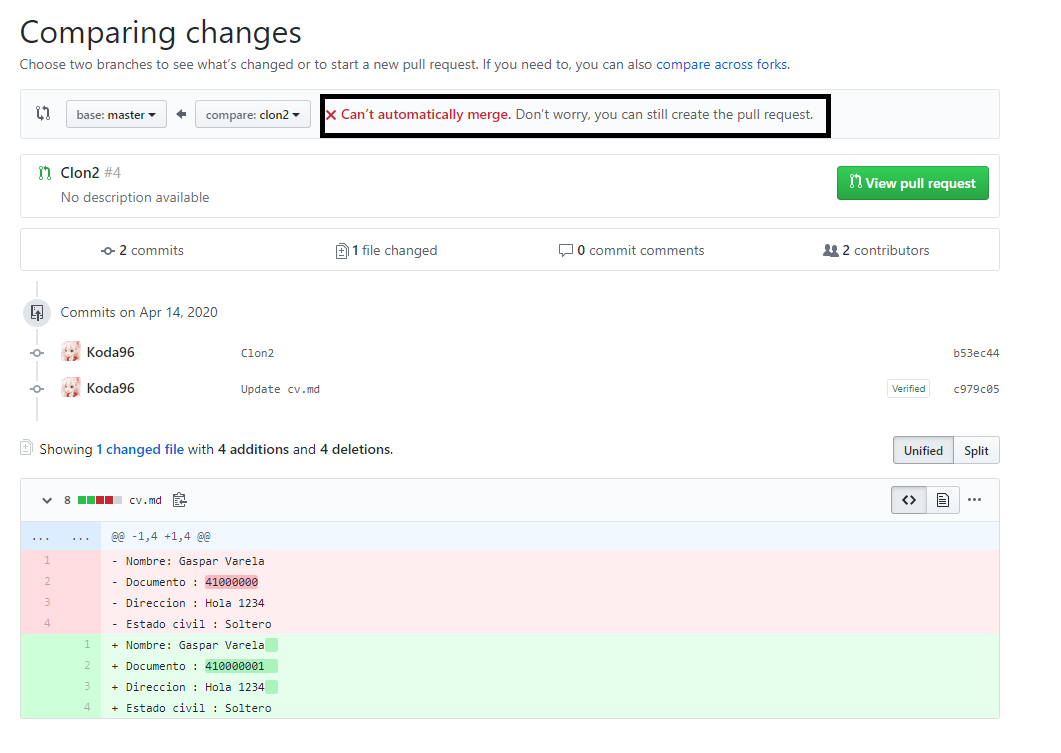 Comparing changes
Choose two branches to see what's changed or to start a new pull request. If you need to, you can also compare across forks.
base: master compare: clon2 Can't automatically merge. Don't worry, you can still create the pull request.
Clon2 #4
No description available
View pull request
2 commits 1 file changed 0 commit comments 2 contributors
Commits on Apr 14, 2020
Koda96 Clon2 b53ec44
Koda96 Update cv.md Verified c979c05
Showing 1 changed file with 4 additions and 4 deletions. Unified Split
8 cv.md <> ...
... ... @@ -1,4 +1,4 @@
1 - Nombre: Gaspar Varela
2 - Documento : 41000000
3 - Direccion : Hola 1234
4 - Estado civil : Soltero
1 + Nombre: Gaspar Varela
2 + Documento : 410000001
3 + Direccion : Hola 1234
4 + Estado civil : Soltero